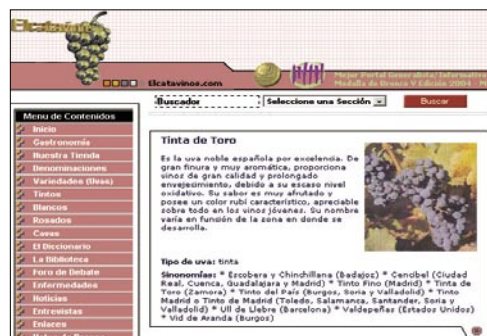 Elcatavinos
Elcatavinos.com
Mejor Portal Generalista/Informativo
Medalla de Bronce V Edición 2004 - M
Buscador
Seleccione una Sección
Buscar
Menu de Contenidos
Inicio
Gastronomía
Nuestra Tienda
Denominaciones
Variedades (Uvas)
Tintos
Blancos
Rosados
Cavas
El Diccionario
La Biblioteca
Foro de Debate
Enfermedades
Noticias
Entrevistas
Enlaces
Tinta de Toro
Es la uva noble española por excelencia. De
gran finura y muy aromática, proporciona
vinos de gran calidad y prolongado
envejecimiento, debido a su escaso nivel
oxidativo. Su sabor es muy afrutado y
posee un color rubí característico, apreciable
sobre todo en los vinos jóvenes. Su nombre
varía en función de la zona en donde se
desarrolla.
Tipo de uva: tinta
Sinonomías: * Escobera y Chinchillana (Badajoz) * Cencibel (Ciudad
Real, Cuenca, Guadalajara y Madrid) * Tinto Fino (Madrid) * Tinta de
Toro (Zamora) * Tinto del País (Burgos, Soria y Valladolid) * Tinto
Madrid o Tinto de Madrid (Toledo, Salamanca, Santander, Soria y
Valladolid) * Ull de Llebre (Barcelona) * Valdepeñas (Estados Unidos)
* Vid de Aranda (Burgos)